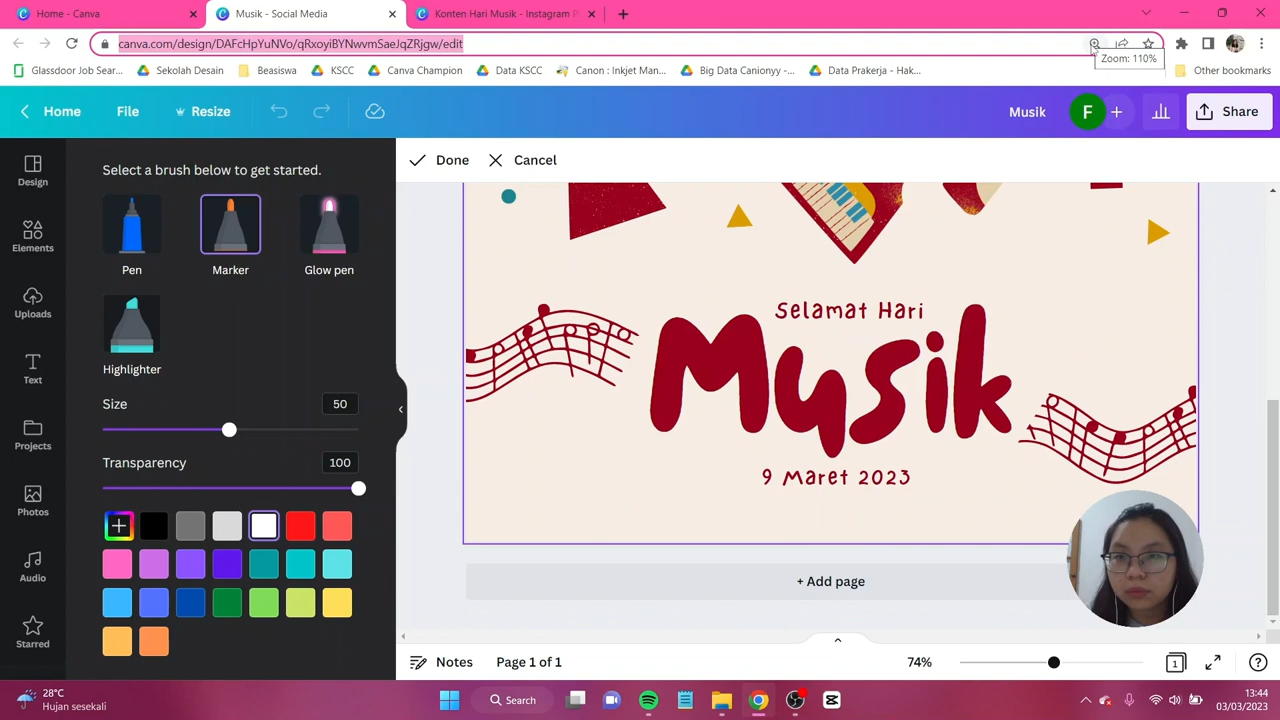 Home - Canva
Musik - Social Media
Konten Hari Musik - Instagram P
canva.com/design/DAFcHpYuNVo/qRxoyiBYNwvmSaeJqZRjgw/edit
Zoom: 110%
Glassdoor Job Sear...
Sekolah Desain
Beasiswa
KSCC
Canva Champion
Data KSCC
Canon : Inkjet Man...
Big Data Canionyy -...
Data Prakerja - Hak...
Other bookmarks
Home
File
Resize
Musik
F
Share
Design
Elements
Uploads
Text
Projects
Photos
Audio
Starred
Select a brush below to get started.
Pen
Marker
Glow pen
Highlighter
Size
50
Transparency
100
Done
Cancel
Selamat Hari
Musik
9 Maret 2023
+ Add page
Notes
Page 1 of 1
74%
1
28°C
Hujan sesekali
Search
13:44
03/03/2023